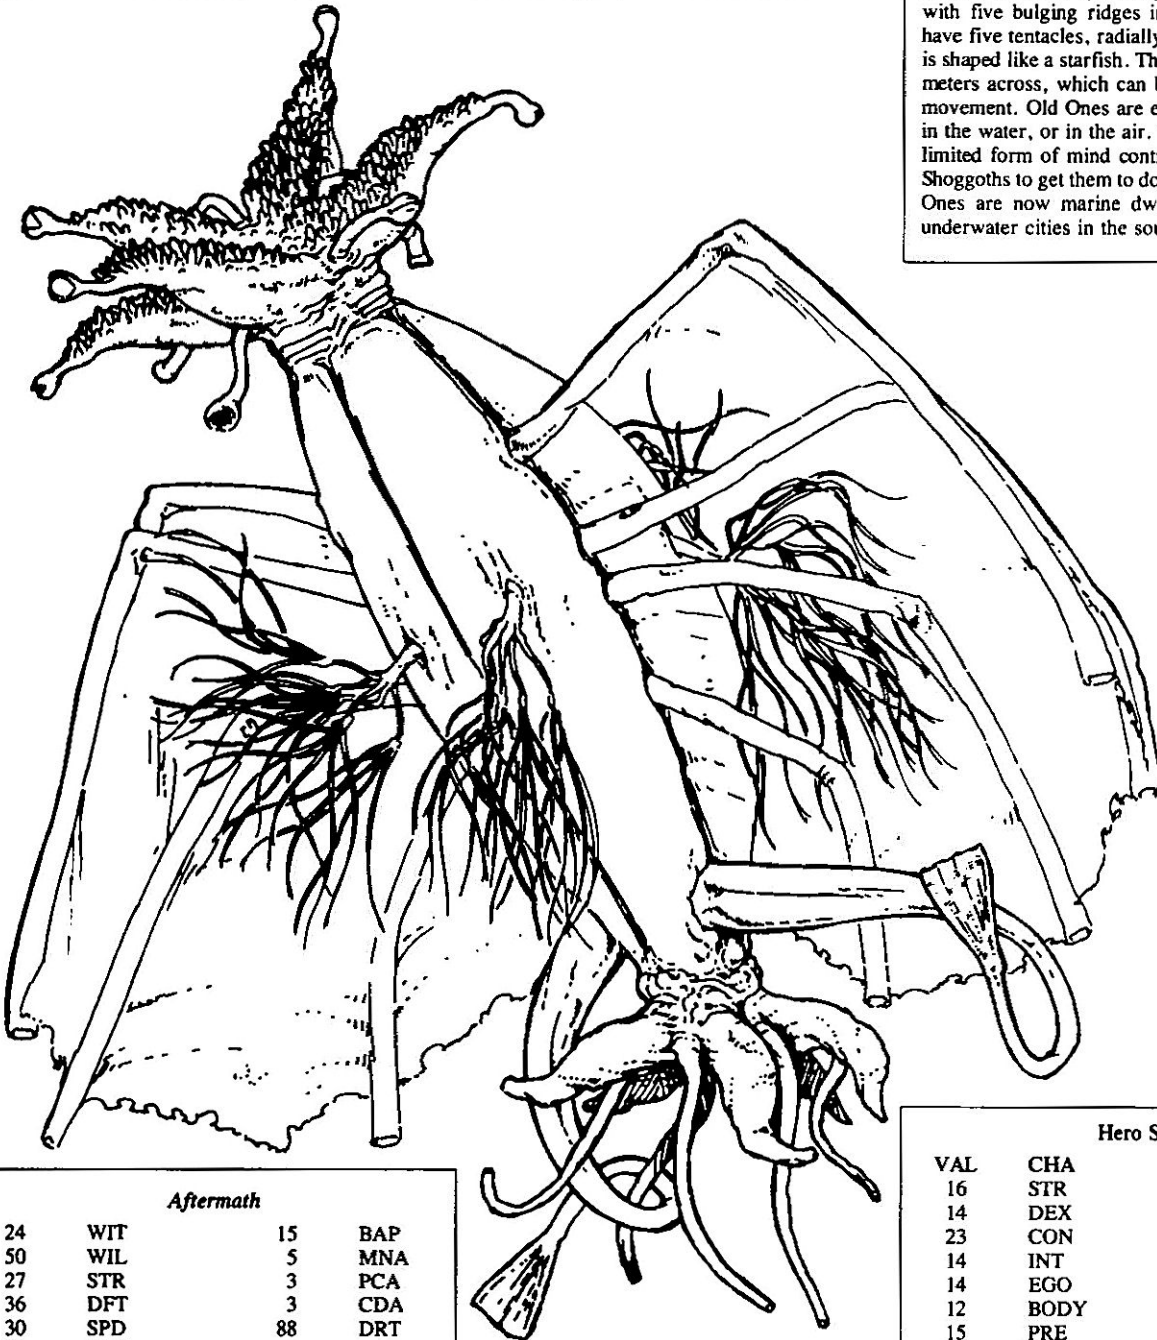 with five bulging ridges i
have five tentacles, radially
is shaped like a starfish. Th
meters across, which can b
movement. Old Ones are e
in the water, or in the air.
limited form of mind cont
Shoggoths to get them to do
Ones are now marine dw
underwater cities in the sou
Aftermath
24 WIT 15 BAP
50 WIL 5 MNA
27 STR 3 PCA
36 DFT 3 CDA
30 SPD 88 DRT
Hero S
VAL CHA
16 STR
14 DEX
23 CON
14 INT
14 EGO
12 BODY
15 PRE